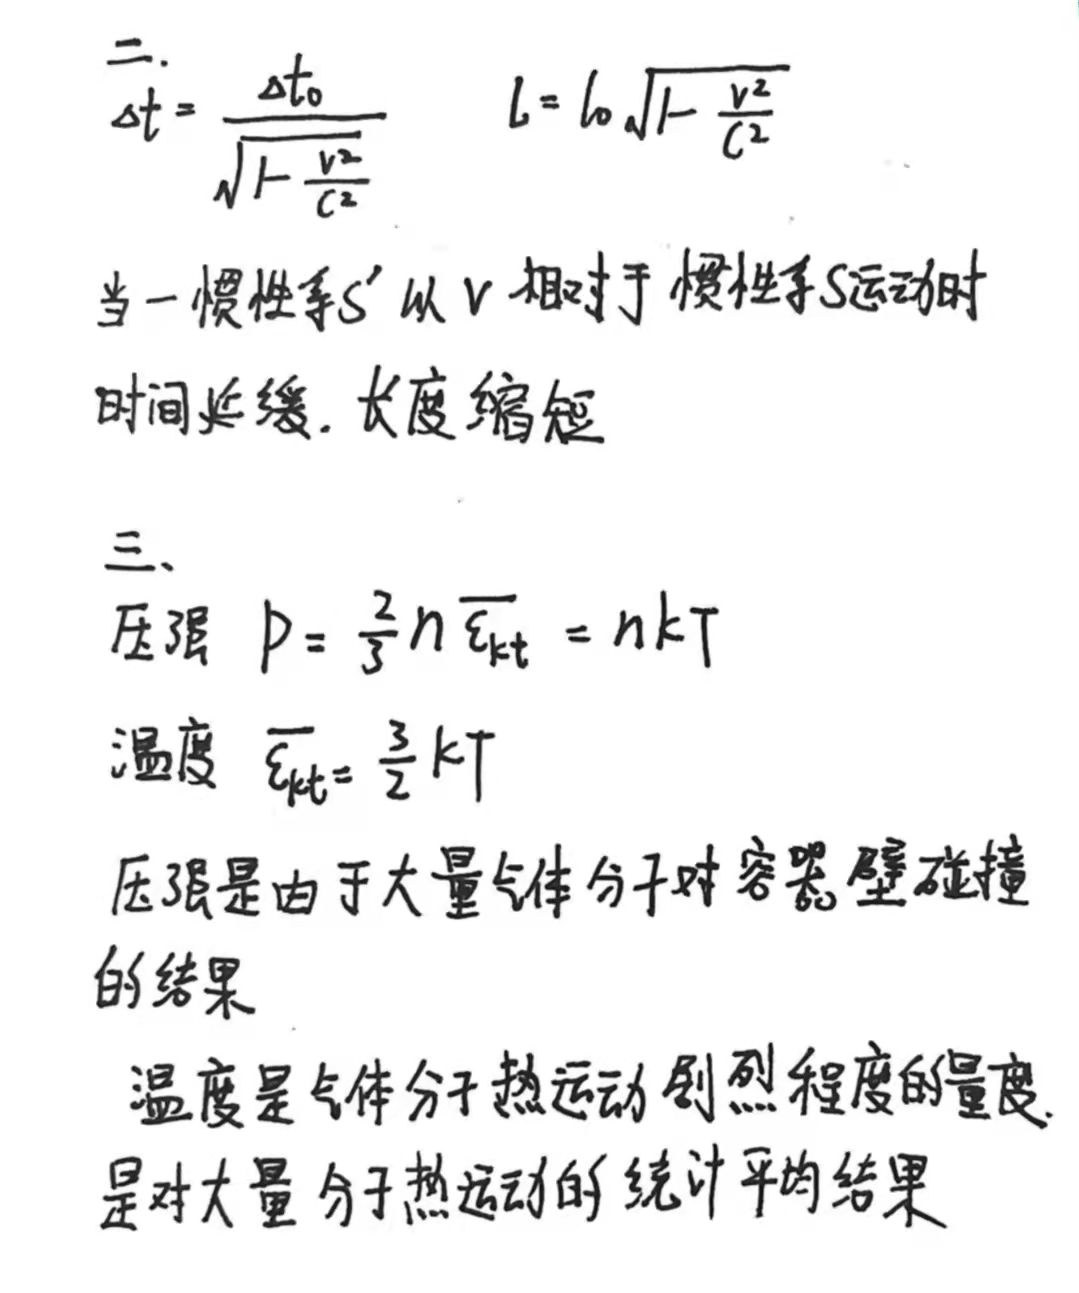 二.
Δt = Δt₀ / √(1 - v²/c²)    l = l₀ √(1 - v²/c²)
当一惯性系S′以v相对于惯性系S运动时
时间延缓.长度缩短
三、
压强 P = 2/3 n ε̅kt = nkT
温度 ε̅kt = 3/2 kT
压强是由于大量气体分子对容器壁碰撞
的结果
温度是气体分子热运动剧烈程度的量度.
是对大量分子热运动的统计平均结果